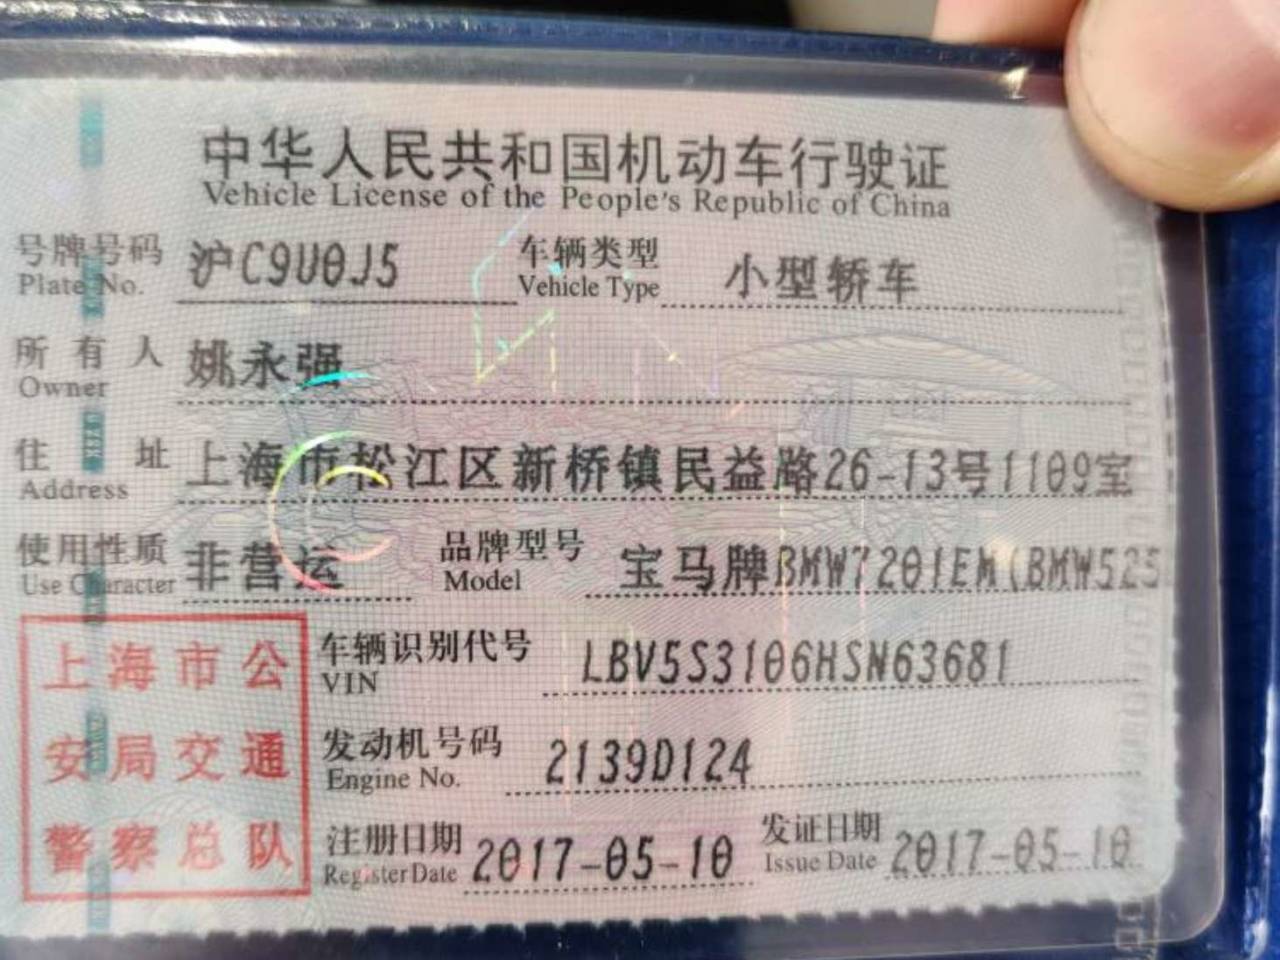 中华人民共和国机动车行驶证
Vehicle License of the People's Republic of China
号牌号码 沪C9U0J5 车辆类型 小型轿车
Plate No. Vehicle Type
所有人 姚永强
Owner
住址 上海市松江区新桥镇民益路26-13号1109室
Address
使用性质 非营运 品牌型号 宝马牌BMW7201EM(BMW525
Use Character Model
车辆识别代号 LBV5S3106HSN63681
VIN
发动机号码 2139D124
Engine No.
注册日期 2017-05-10 发证日期 2017-05-10
Register Date Issue Date
上海市公
安局交通
警察总队